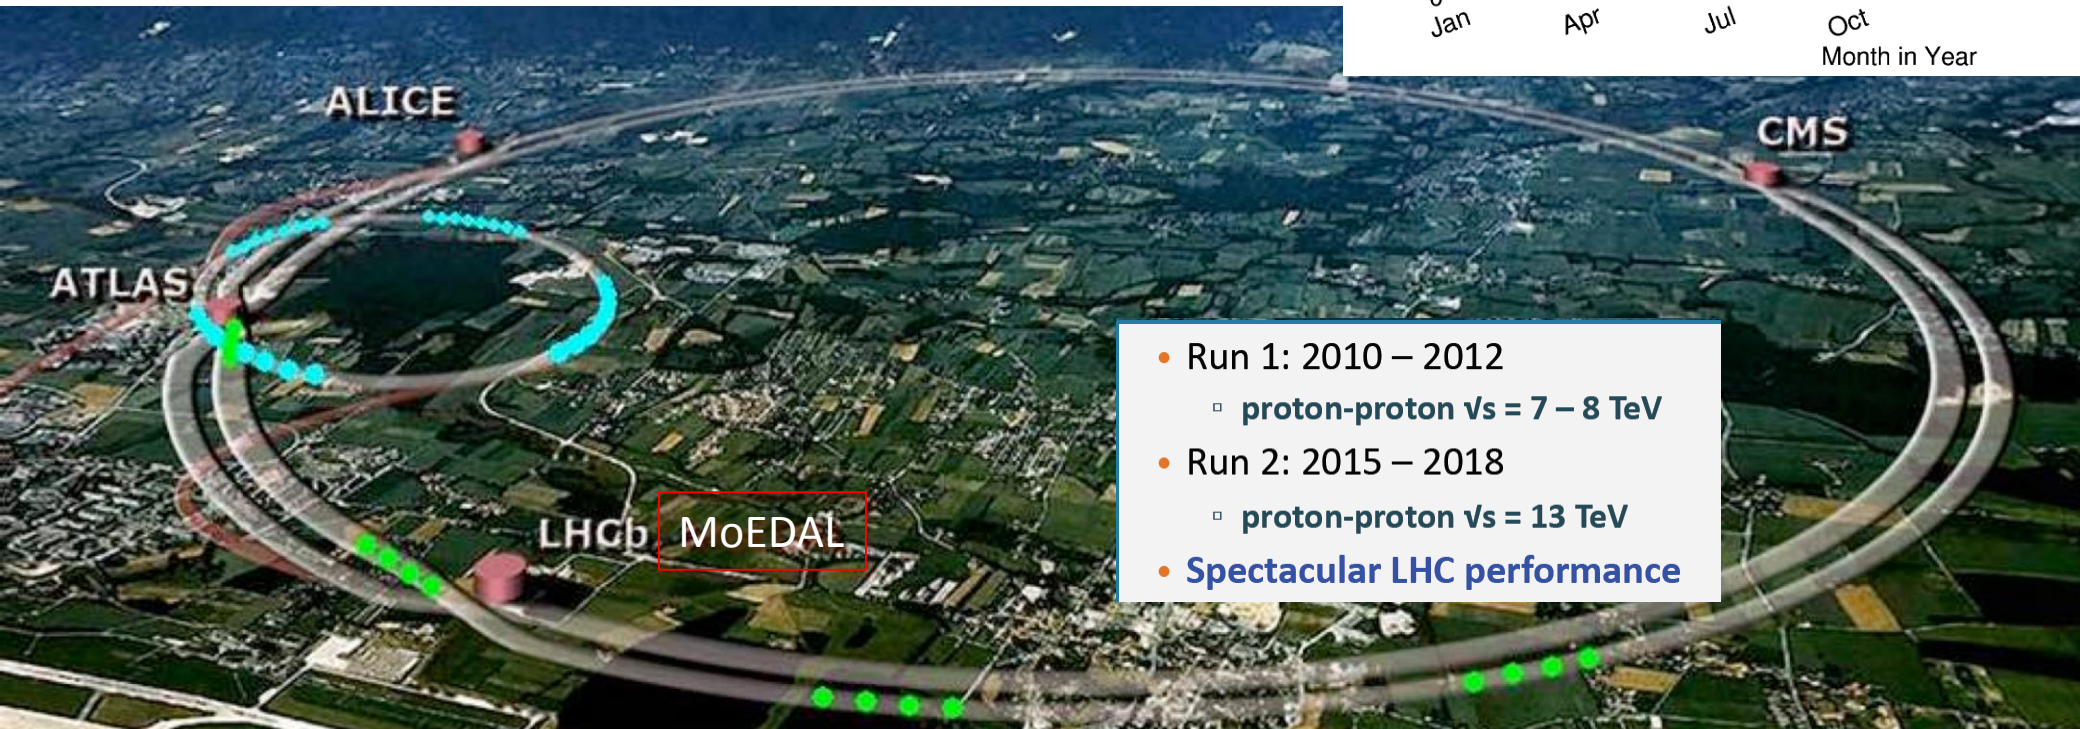 Jan Apr Jul Oct
Month in Year
ALICE
CMS
ATLAS
• Run 1: 2010 – 2012
▫ proton-proton √s = 7 – 8 TeV
• Run 2: 2015 – 2018
▫ proton-proton √s = 13 TeV
• Spectacular LHC performance
LHCb MoEDAL